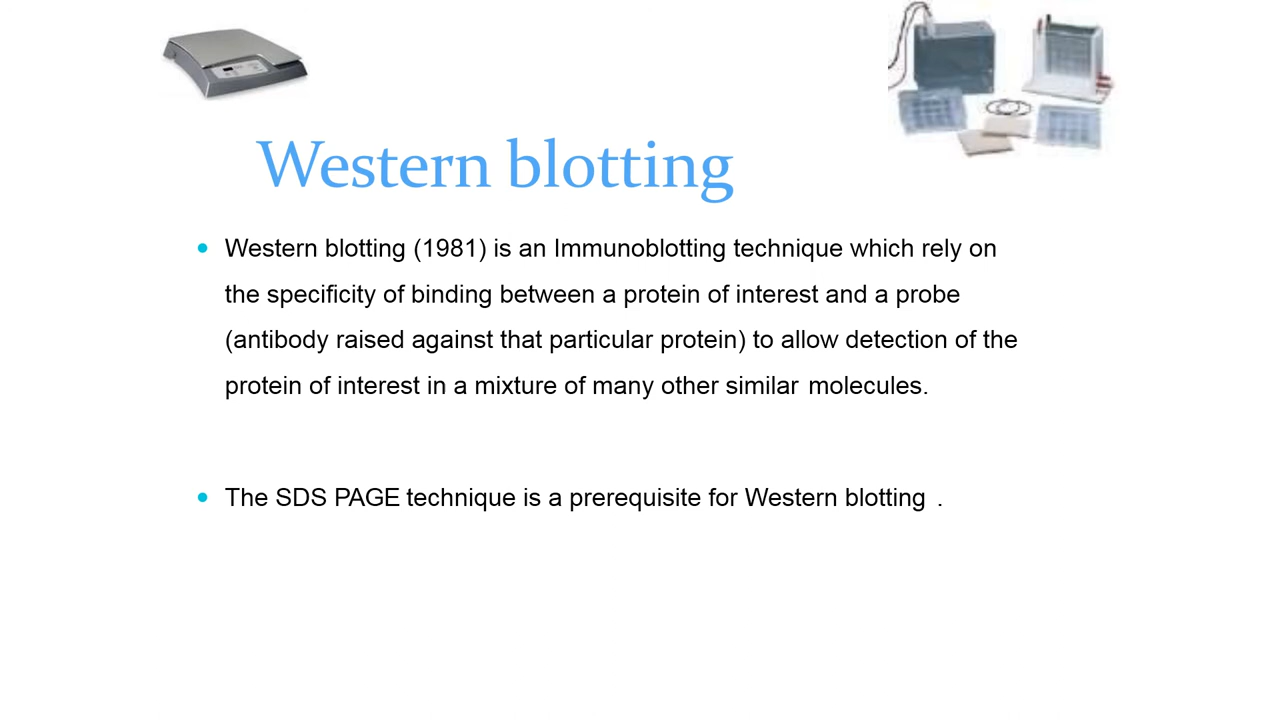 Western blotting
Western blotting (1981) is an Immunoblotting technique which rely on
the specificity of binding between a protein of interest and a probe
(antibody raised against that particular protein) to allow detection of the
protein of interest in a mixture of many other similar molecules.
The SDS PAGE technique is a prerequisite for Western blotting .